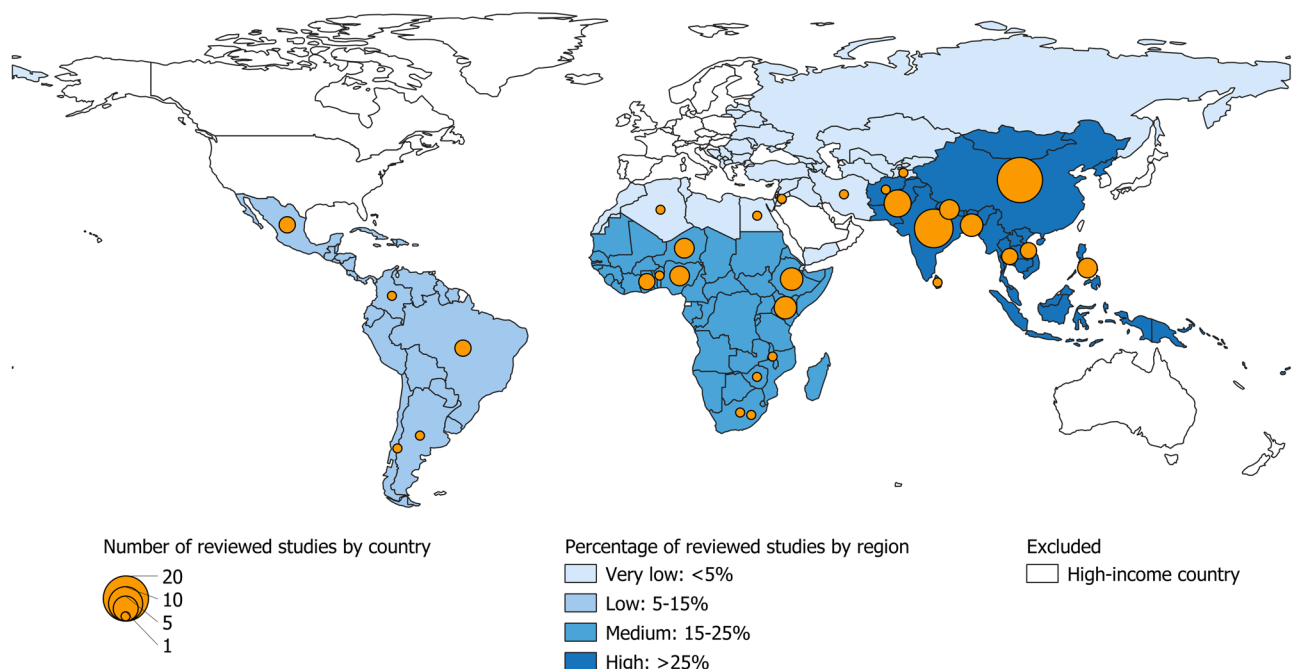 Number of reviewed studies by country
20
10
5
1
Percentage of reviewed studies by region
Very low: <5%
Low: 5-15%
Medium: 15-25%
High: >25%
Excluded
High-income country